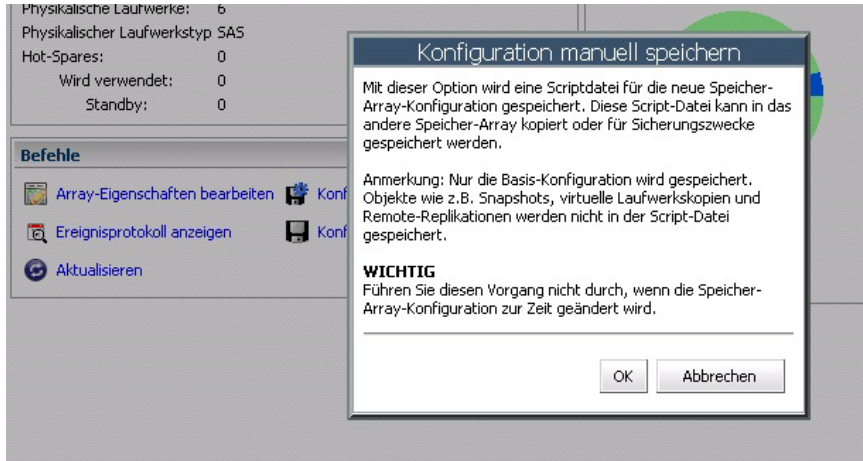 Physikalische Laufwerke: 6
Physikalischer Laufwerkstyp SAS
Hot-Spares: 0
Wird verwendet: 0
Standby: 0
Befehle
Array-Eigenschaften bearbeiten
Ereignisprotokoll anzeigen
Aktualisieren
Konfiguration manuell speichern
Mit dieser Option wird eine Scriptdatei für die neue Speicher-
Array-Konfiguration gespeichert. Diese Script-Datei kann in das
andere Speicher-Array kopiert oder für Sicherungszwecke
gespeichert werden.
Anmerkung: Nur die Basis-Konfiguration wird gespeichert.
Objekte wie z.B. Snapshots, virtuelle Laufwerkskopien und
Remote-Replikationen werden nicht in der Script-Datei
gespeichert.
WICHTIG
Führen Sie diesen Vorgang nicht durch, wenn die Speicher-
Array-Konfiguration zur Zeit geändert wird.
OK Abbrechen